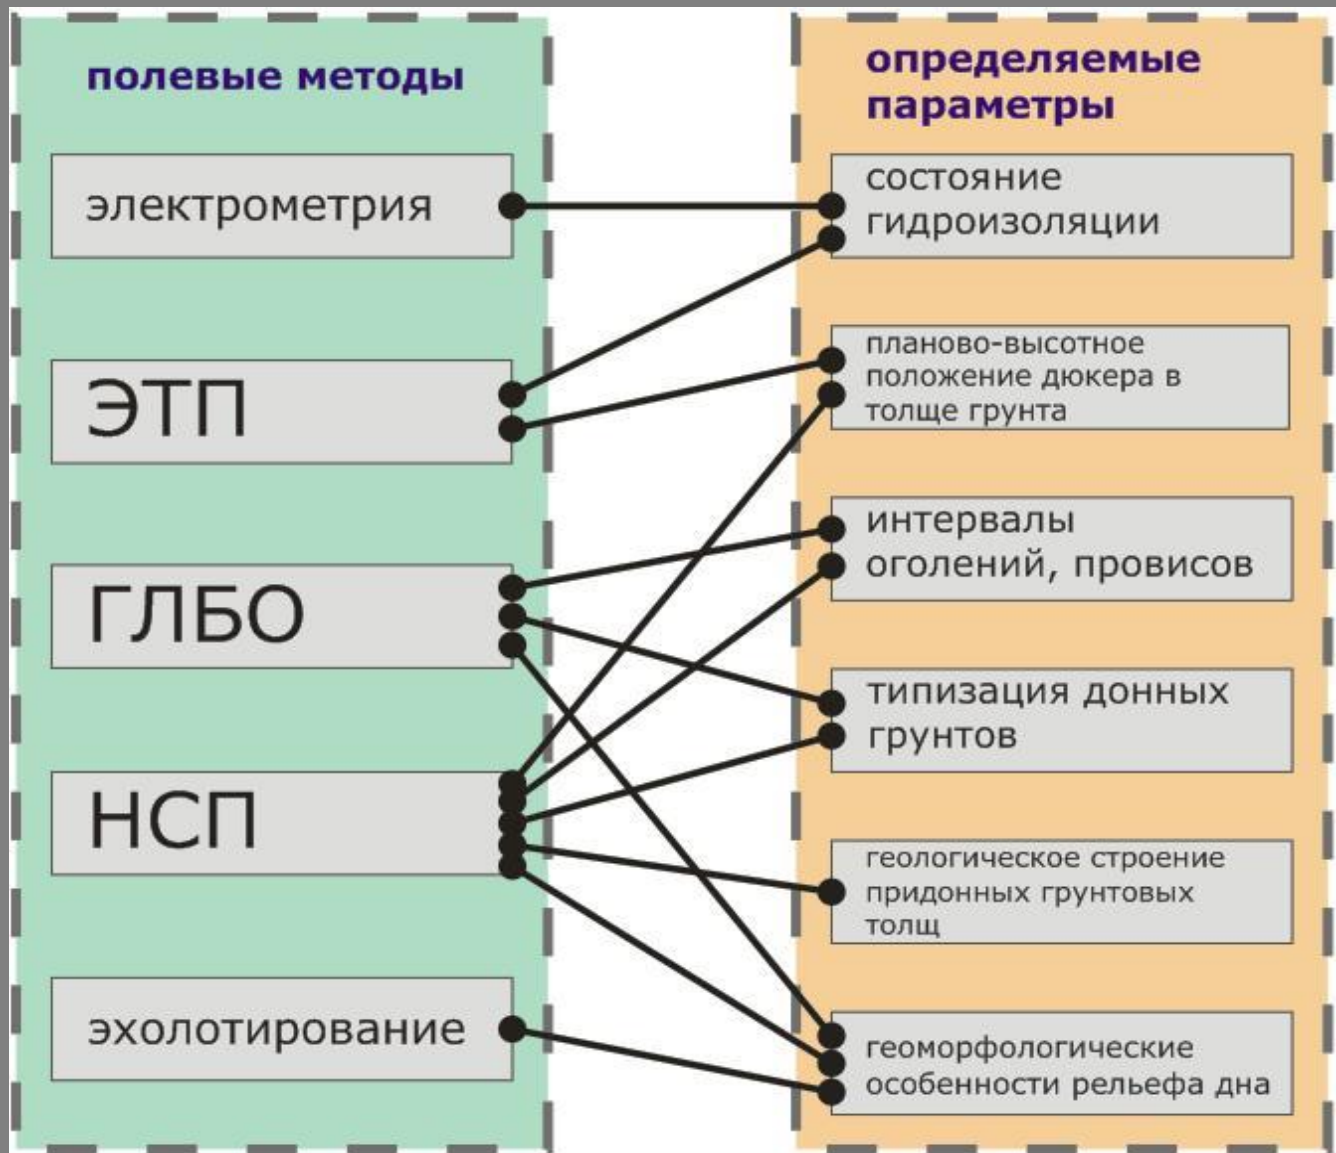 полевые методы
электрометрия
ЭТП
ГЛБО
НСП
эхолотирование
определяемые
параметры
состояние
гидроизоляции
планово-высотное
положение дюкера в
толще грунта
интервалы
оголений, провисов
типизация донных
грунтов
геологическое строение
придонных грунтовых
толщ
геоморфологические
особенности рельефа дна